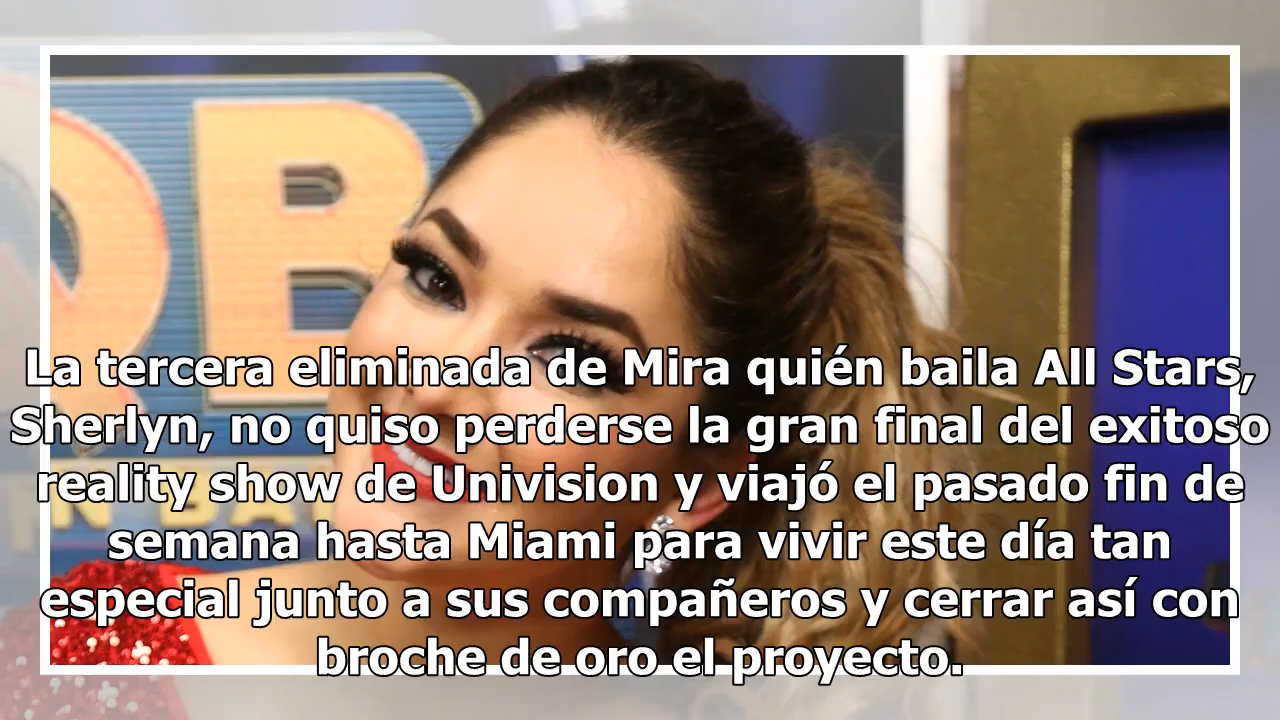 QB
La tercera eliminada de Mira quién baila All Stars,
Sherlyn, no quiso perderse la gran final del exitoso
reality show de Univision y viajó el pasado fin de
semana hasta Miami para vivir este día tan
especial junto a sus compañeros y cerrar así con
broche de oro el proyecto.